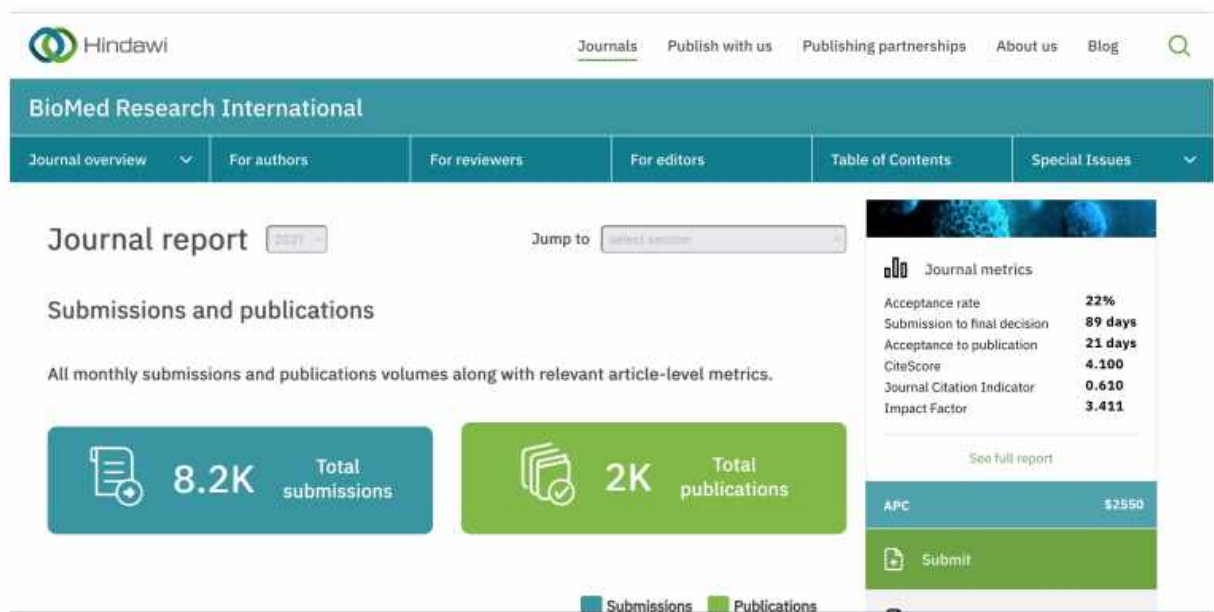 Hindawi
Journals Publish with us Publishing partnerships About us Blog
BioMed Research International
Journal overview For authors For reviewers For editors Table of Contents Special Issues
Journal report 2021
Jump to select section
Submissions and publications
All monthly submissions and publications volumes along with relevant article-level metrics.
8.2K Total submissions
2K Total publications
Submissions Publications
Journal metrics
Acceptance rate 22%
Submission to final decision 89 days
Acceptance to publication 21 days
CiteScore 4.100
Journal Citation Indicator 0.610
Impact Factor 3.411
See full report
APC $2550
Submit